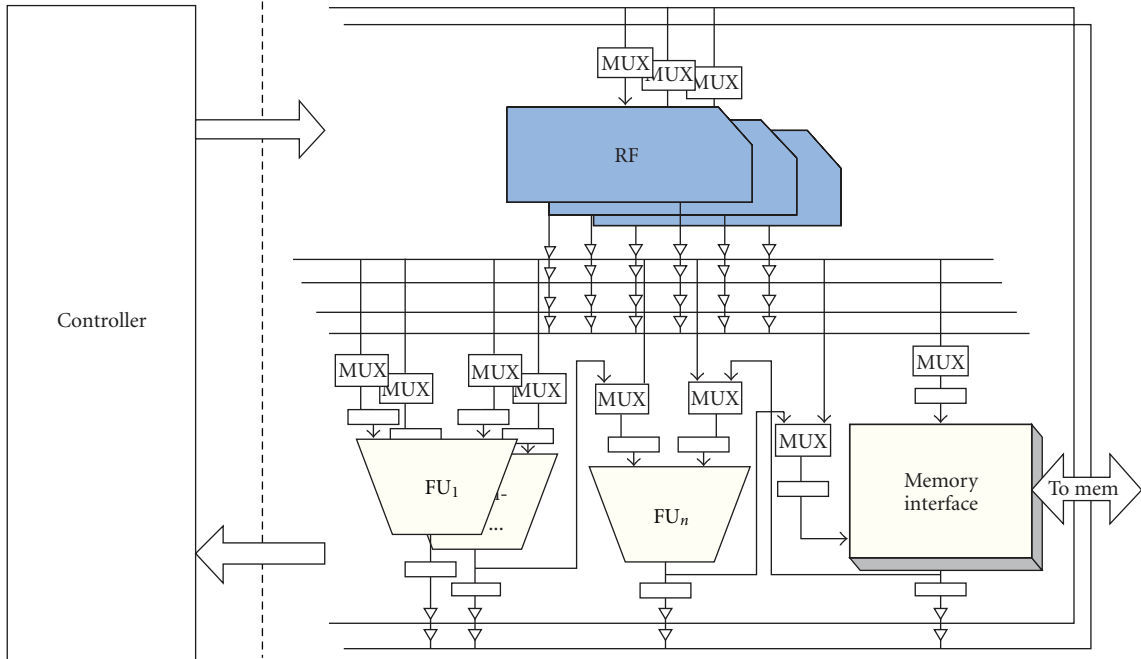 MUX
MUX
MUX
RF
Controller
MUX
MUX
MUX
MUX
MUX
MUX
MUX
MUX
FU1
...
FUn
Memory
interface
To mem